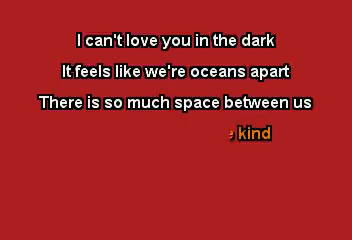 I can't love you in the dark
It feels like we're oceans apart
There is so much space between us
kind